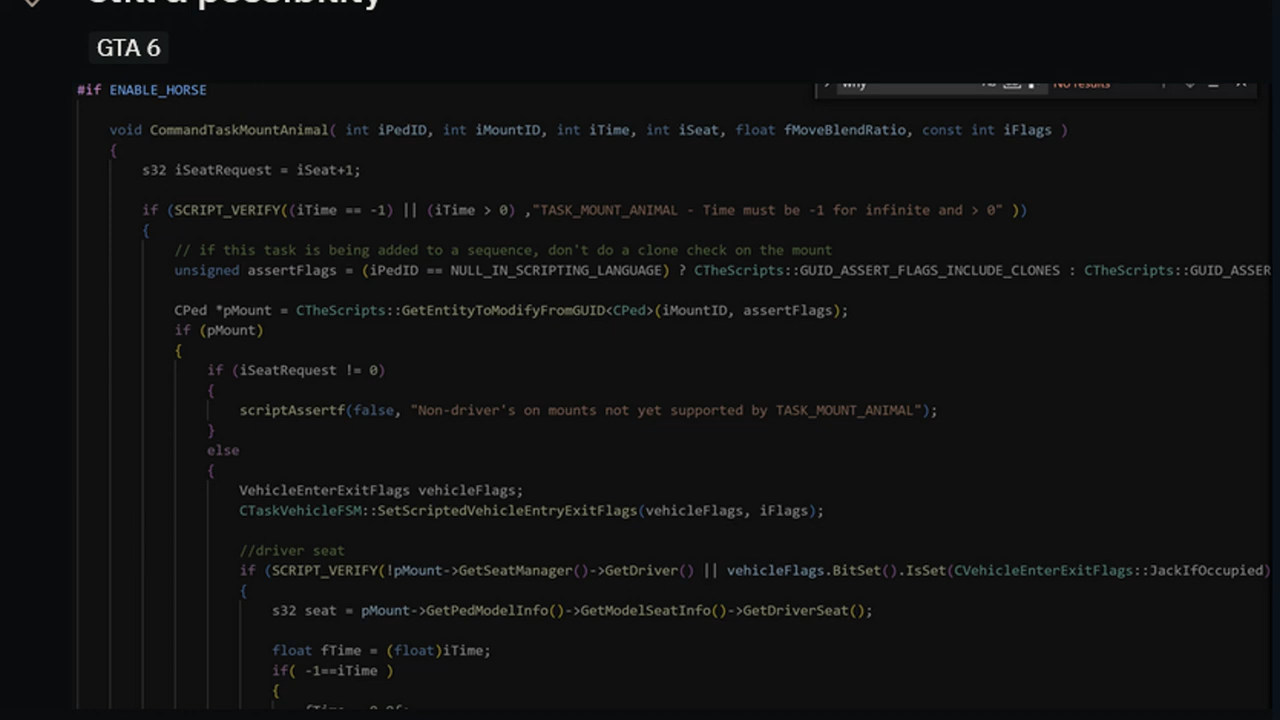 Still a possibility
GTA 6
#if ENABLE_HORSE
why
No results
void CommandTaskMountAnimal( int iPedID, int iMountID, int iTime, int iSeat, float fMoveBlendRatio, const int iFlags )
{
s32 iSeatRequest = iSeat+1;
if (SCRIPT_VERIFY((iTime == -1) || (iTime > 0) ,"TASK_MOUNT_ANIMAL - Time must be -1 for infinite and > 0" ))
{
// if this task is being added to a sequence, don't do a clone check on the mount
unsigned assertFlags = (iPedID == NULL_IN_SCRIPTING_LANGUAGE) ? CTheScripts::GUID_ASSERT_FLAGS_INCLUDE_CLONES : CTheScripts::GUID_ASSER
CPed *pMount = CTheScripts::GetEntityToModifyFromGUID<CPed>(iMountID, assertFlags);
if (pMount)
{
if (iSeatRequest != 0)
{
scriptAssertf(false, "Non-driver's on mounts not yet supported by TASK_MOUNT_ANIMAL");
}
else
{
VehicleEnterExitFlags vehicleFlags;
CTaskVehicleFSM::SetScriptedVehicleEntryExitFlags(vehicleFlags, iFlags);
//driver seat
if (SCRIPT_VERIFY(!pMount->GetSeatManager()->GetDriver() || vehicleFlags.BitSet().IsSet(CVehicleEnterExitFlags::JackIfOccupied)
{
s32 seat = pMount->GetPedModelInfo()->GetModelSeatInfo()->GetDriverSeat();
float fTime = (float)iTime;
if( -1==iTime )
{